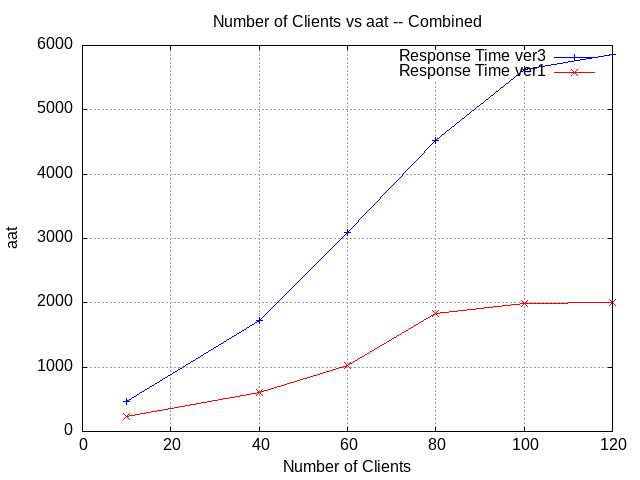 Number of Clients vs aat -- Combined
6000
5000
4000
3000
2000
1000
0
aat
Response Time ver3
Response Time ver1
0 20 40 60 80 100 120
Number of Clients